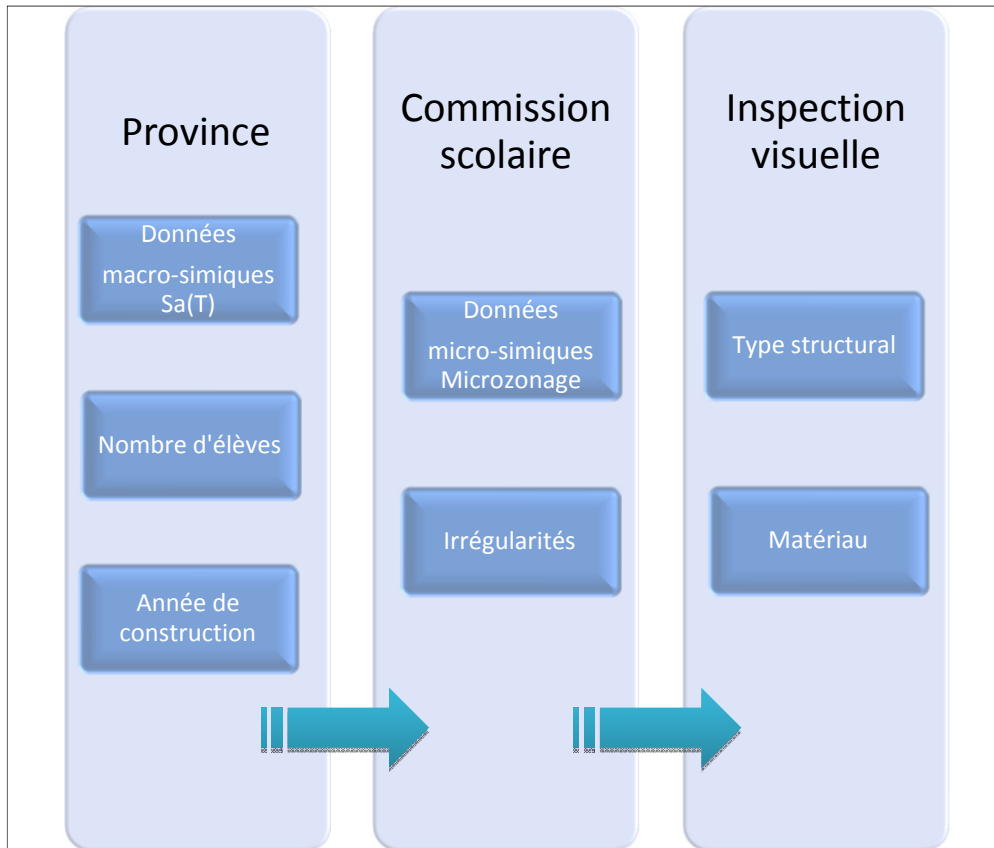 Province
Données
macro-simiques
Sa(T)
Nombre d'élèves
Année de
construction
Commission
scolaire
Données
micro-simiques
Microzonage
Irrégularités
Inspection
visuelle
Type structural
Matériau